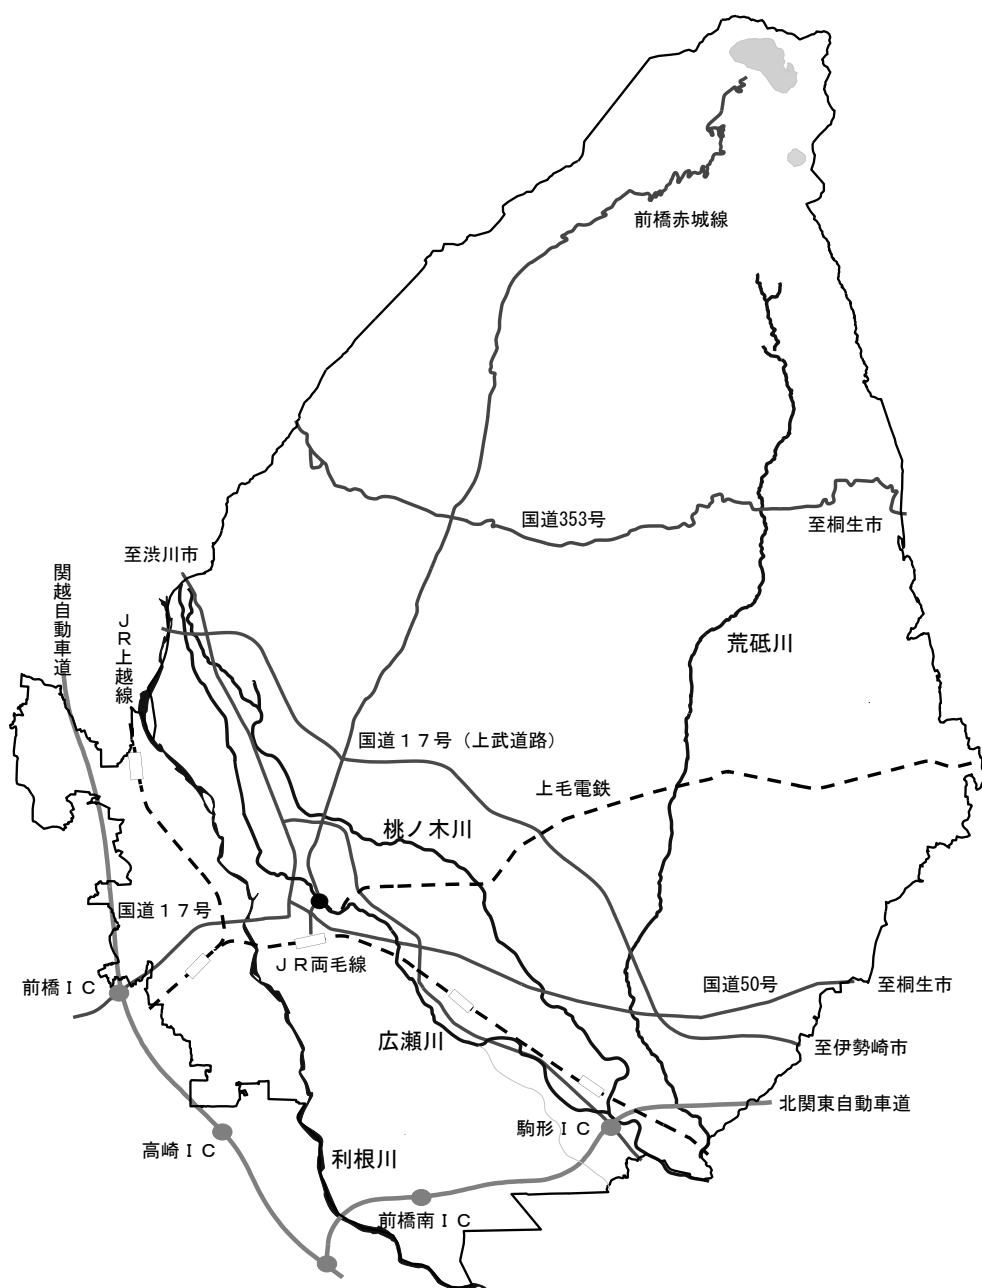 前橋赤城線
国道353号
至桐生市
至渋川市
関越自動車道
ＪＲ上越線
荒砥川
国道１７号（上武道路）
上毛電鉄
桃ノ木川
国道１７号
ＪＲ両毛線
前橋ＩＣ
国道50号
至桐生市
広瀬川
至伊勢崎市
北関東自動車道
駒形ＩＣ
高崎ＩＣ
利根川
前橋南ＩＣ